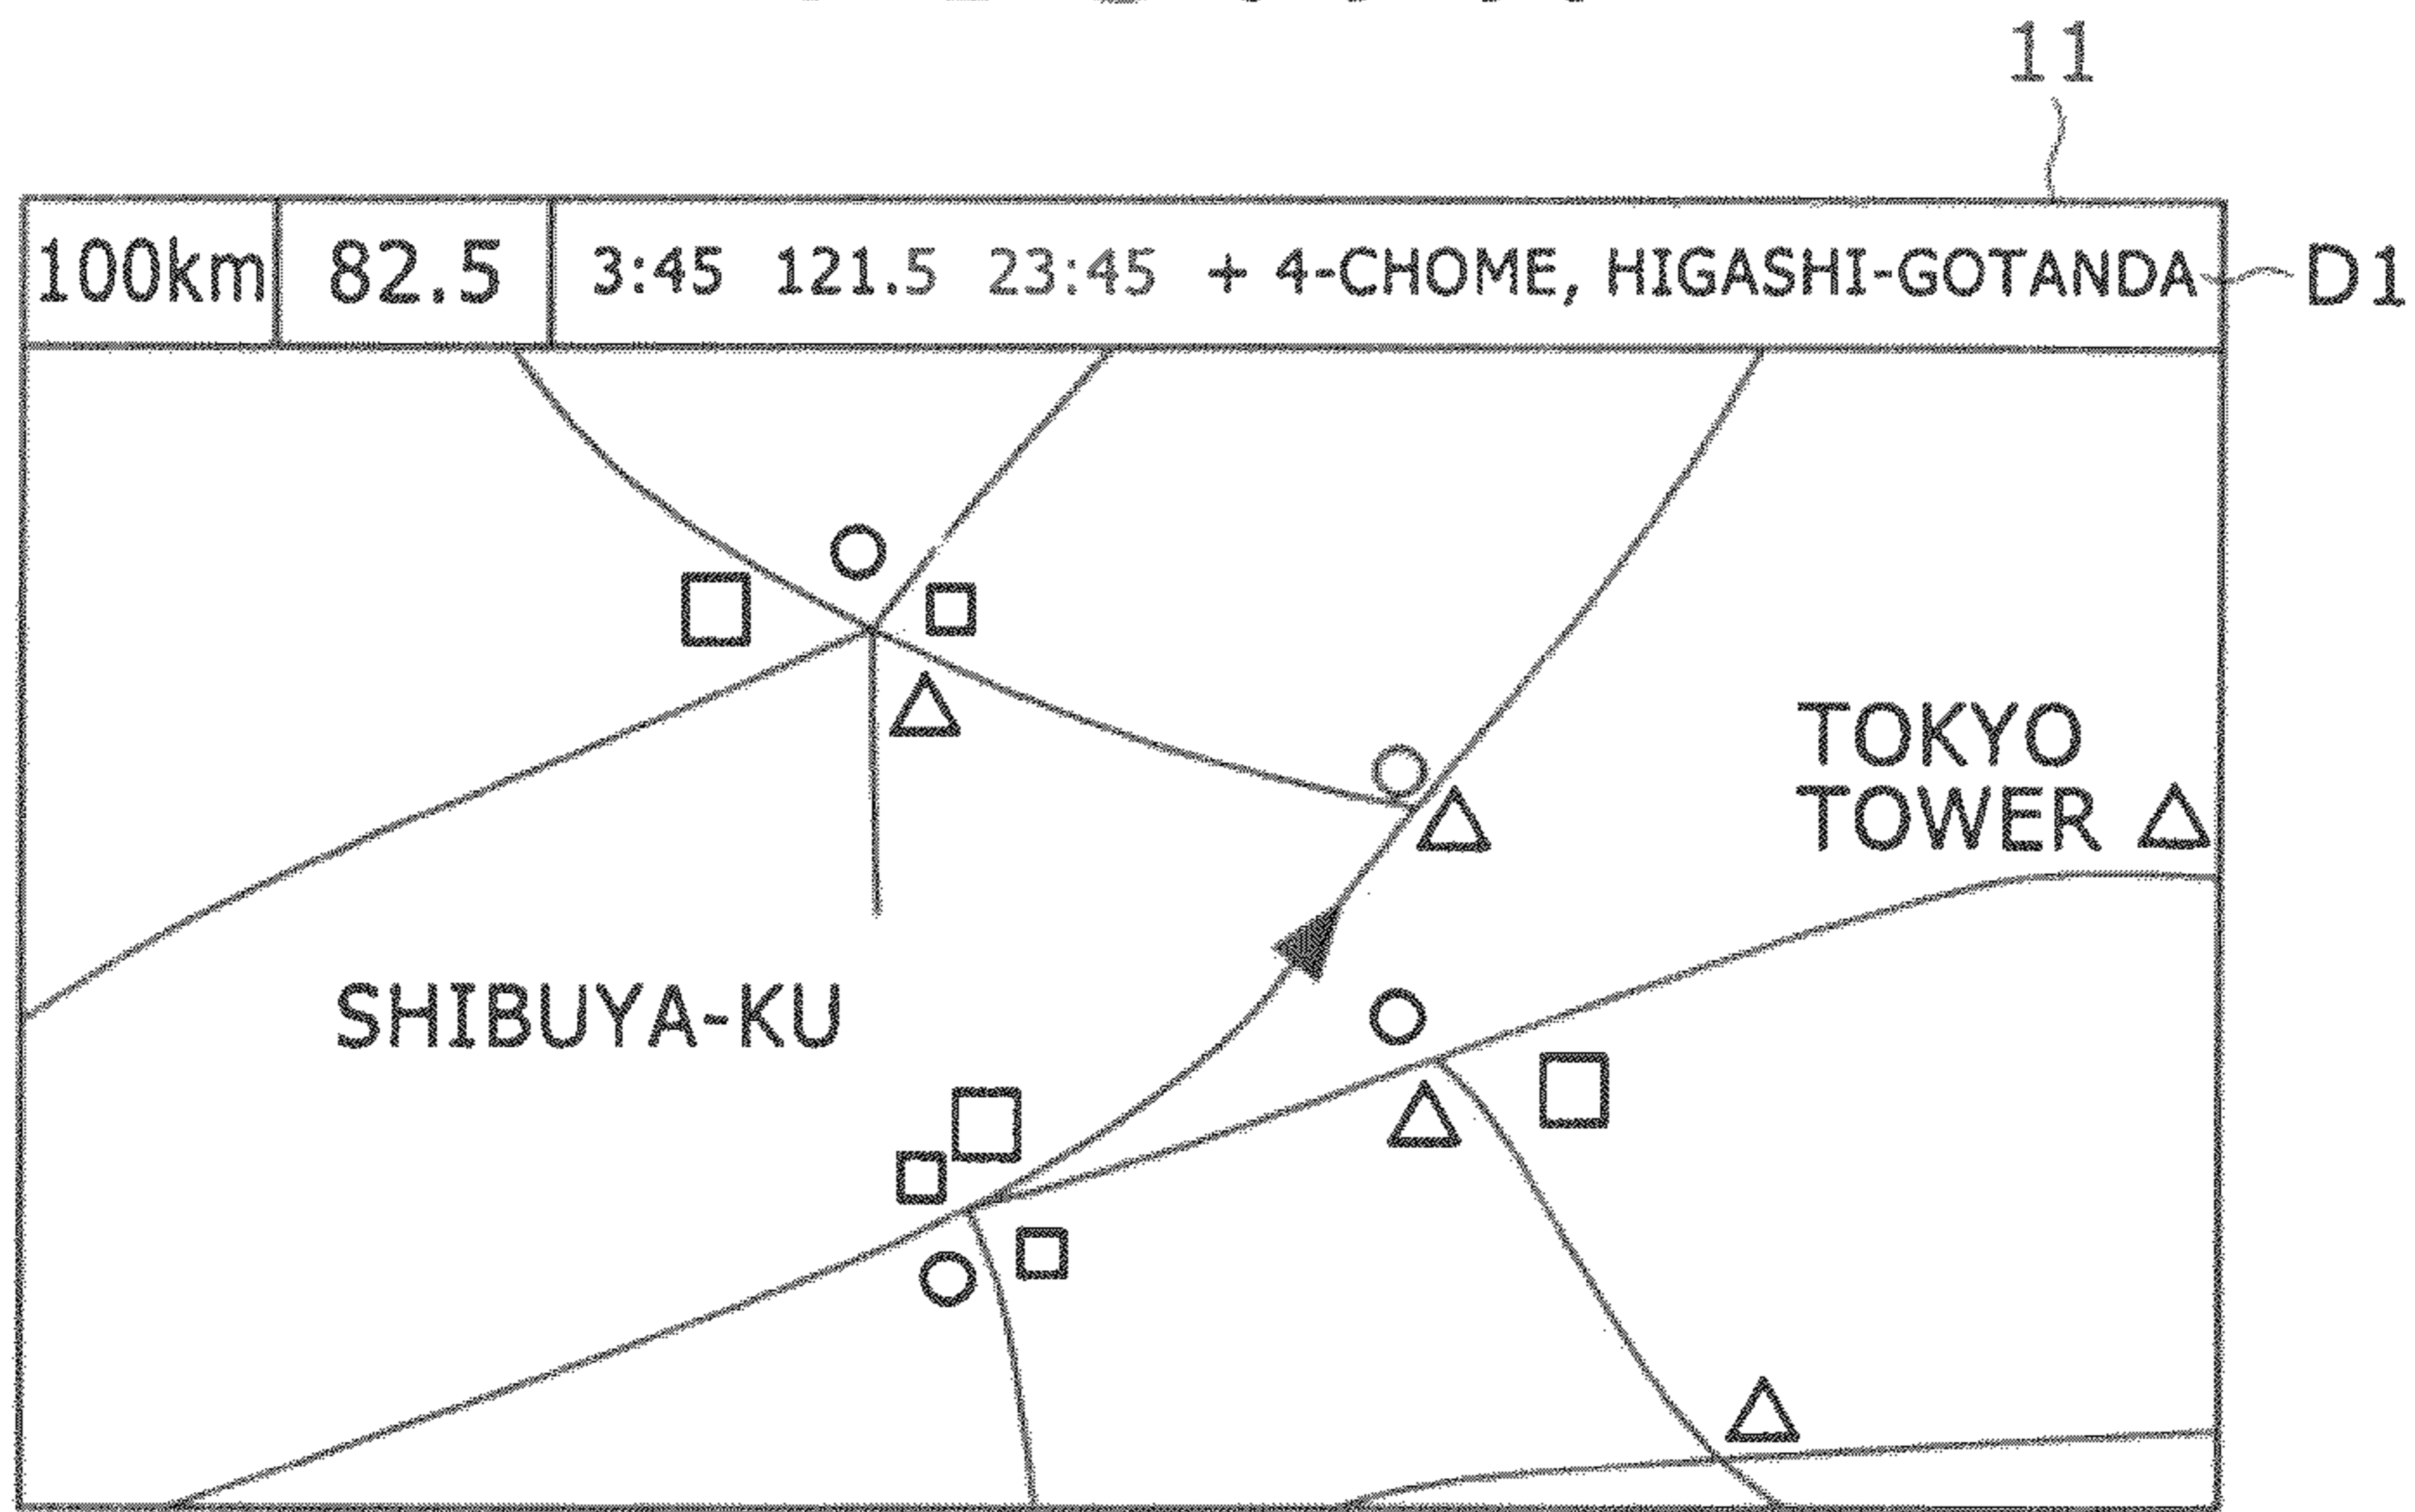 11
100km 82.5 3:45 121.5 23:45 + 4-CHOME, HIGASHI-GOTANDA D1
TOKYO
TOWER
SHIBUYA-KU